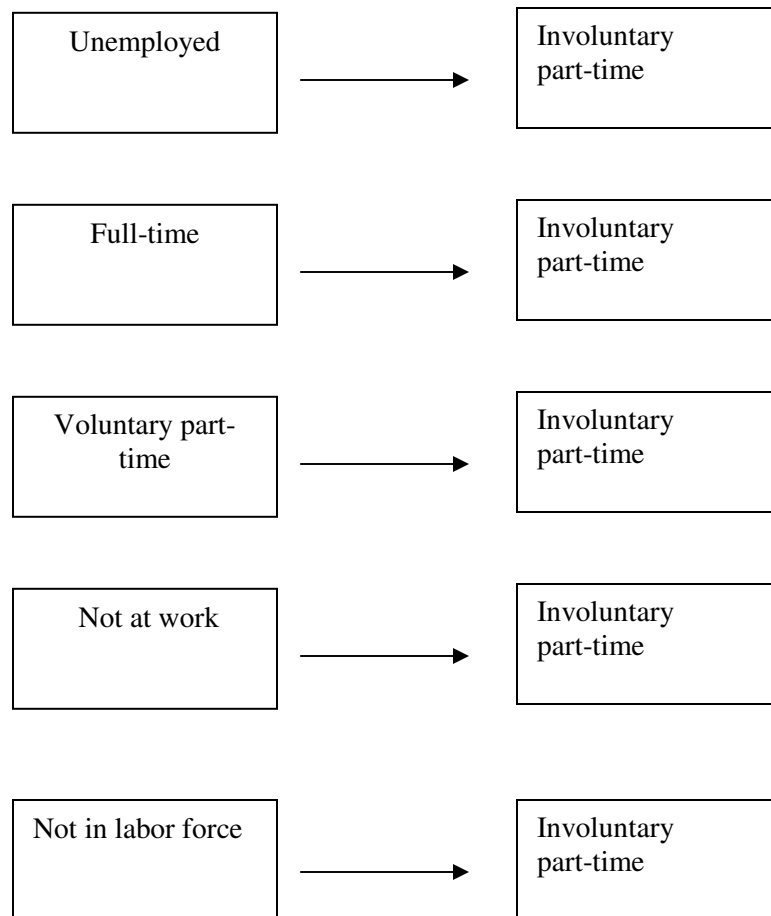 Unemployed
Involuntary
part-time
Full-time
Involuntary
part-time
Voluntary part-
time
Involuntary
part-time
Not at work
Involuntary
part-time
Not in labor force
Involuntary
part-time